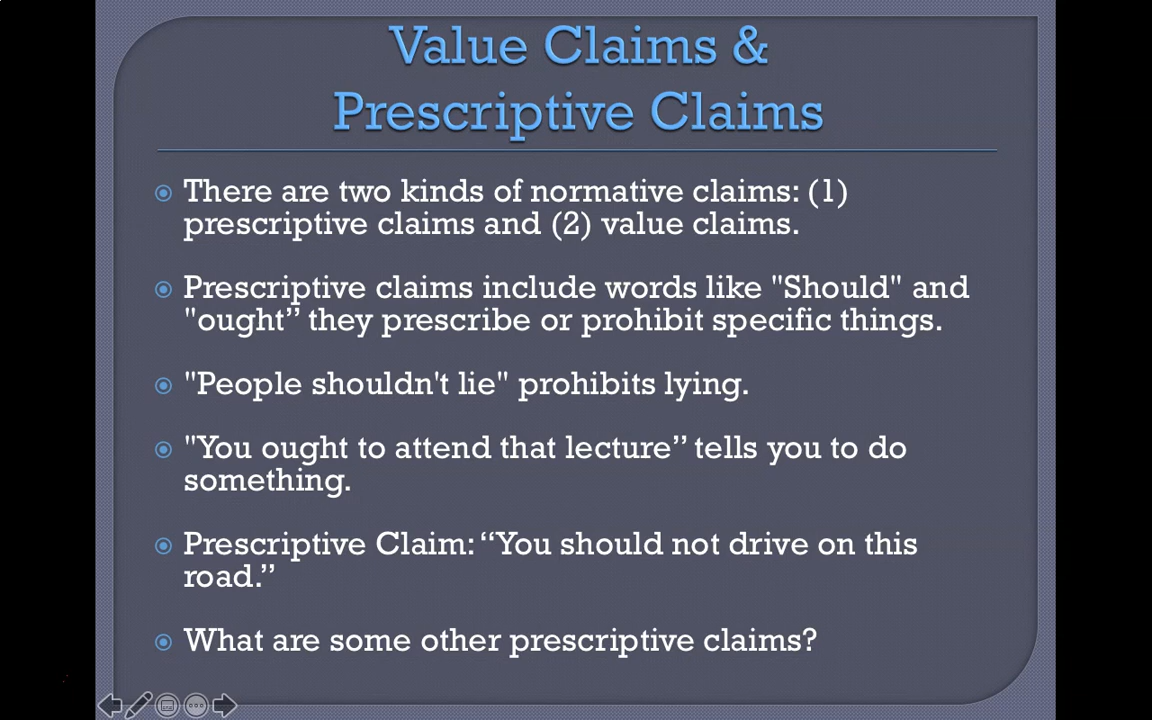 Value Claims &
Prescriptive Claims
There are two kinds of normative claims: (1)
prescriptive claims and (2) value claims.
Prescriptive claims include words like "Should" and
"ought” they prescribe or prohibit specific things.
"People shouldn't lie" prohibits lying.
"You ought to attend that lecture” tells you to do
something.
Prescriptive Claim: “You should not drive on this
road.”
What are some other prescriptive claims?